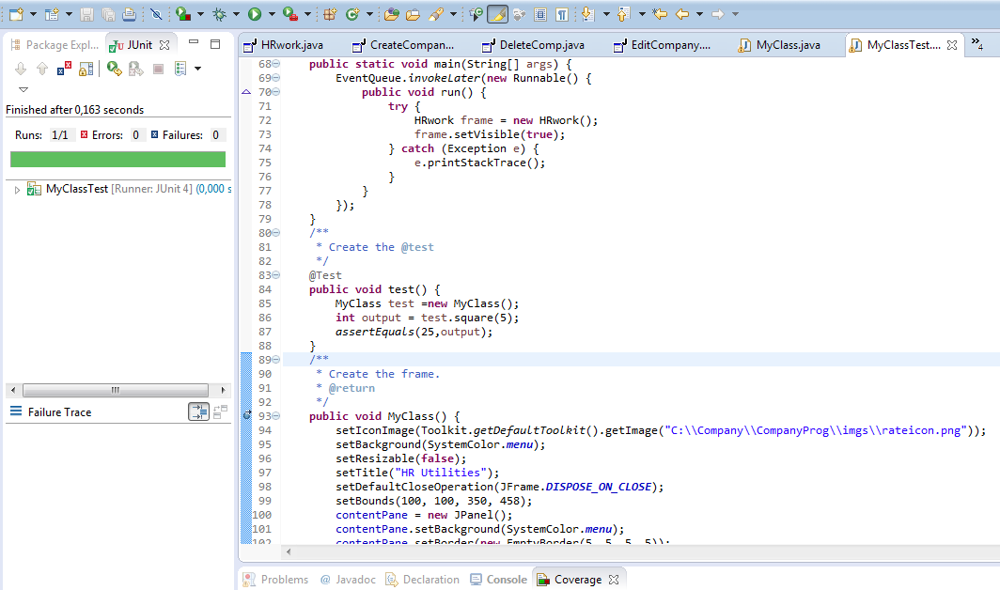 Package Expl...
JUnit
Finished after 0,163 seconds
Runs: 1/1 Errors: 0 Failures: 0
MyClassTest [Runner: JUnit 4] (0,000 s
Failure Trace
HRwork.java CreateCompan... DeleteComp.java EditCompany.... MyClass.java MyClassTest.... »4
68 public static void main(String[] args) {
69 EventQueue.invokeLater(new Runnable() {
70 public void run() {
71 try {
72 HRwork frame = new HRwork();
73 frame.setVisible(true);
74 } catch (Exception e) {
75 e.printStackTrace();
76 }
77 }
78 });
79 }
80 /**
81 * Create the @test
82 */
83 @Test
84 public void test() {
85 MyClass test =new MyClass();
86 int output = test.square(5);
87 assertEquals(25,output);
88 }
89 /**
90 * Create the frame.
91 * @return
92 */
93 public void MyClass() {
94 setIconImage(Toolkit.getDefaultToolkit().getImage("C:\\Company\\CompanyProg\\imgs\\rateicon.png"));
95 setBackground(SystemColor.menu);
96 setResizable(false);
97 setTitle("HR Utilities");
98 setDefaultCloseOperation(JFrame.DISPOSE_ON_CLOSE);
99 setBounds(100, 100, 350, 458);
100 contentPane = new JPanel();
101 contentPane.setBackground(SystemColor.menu);
102 contentPane.setBorder(new EmptyBorder(5, 5, 5, 5));
Problems @ Javadoc Declaration Console Coverage